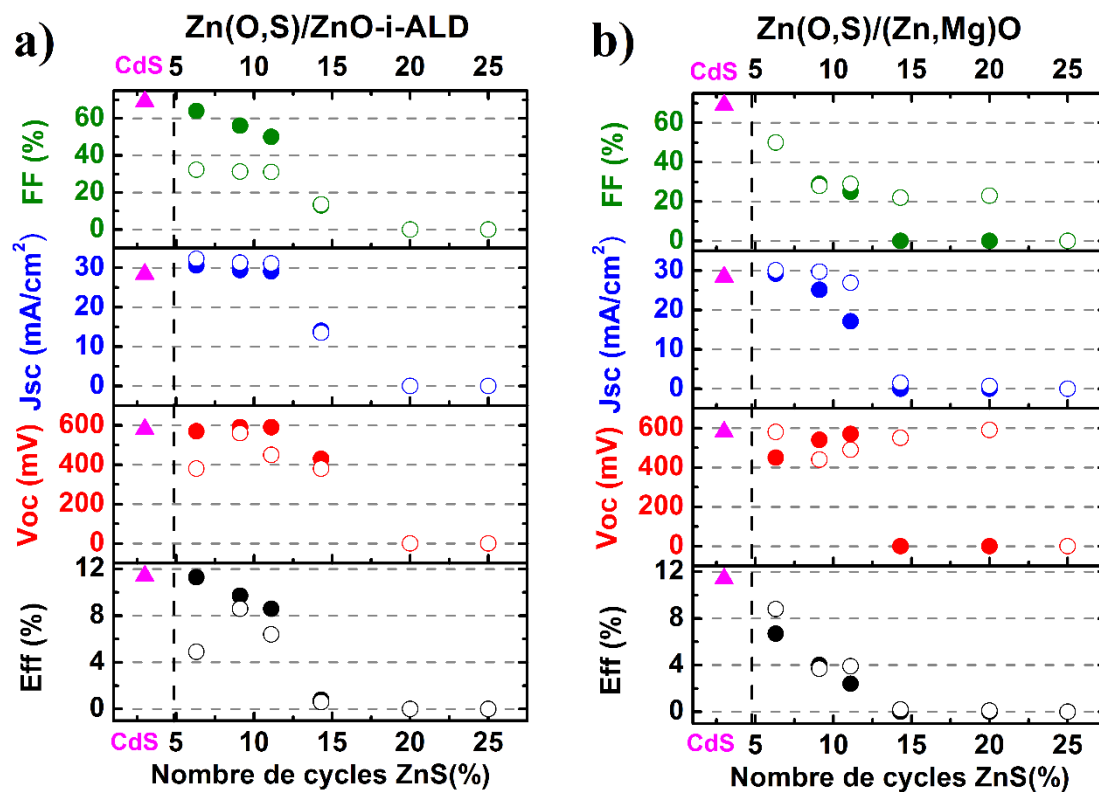 a)
Zn(O,S)/ZnO-i-ALD
CdS 5 10 15 20 25
FF (%)
60
40
20
0
Jsc (mA/cm²)
30
20
10
0
Voc (mV)
600
400
200
0
Eff (%)
12
8
4
0
CdS 5 10 15 20 25
Nombre de cycles ZnS(%)
b)
Zn(O,S)/(Zn,Mg)O
CdS 5 10 15 20 25
FF (%)
60
40
20
0
Jsc (mA/cm²)
30
20
10
0
Voc (mV)
600
400
200
0
Eff (%)
12
8
4
0
CdS 5 10 15 20 25
Nombre de cycles ZnS(%)